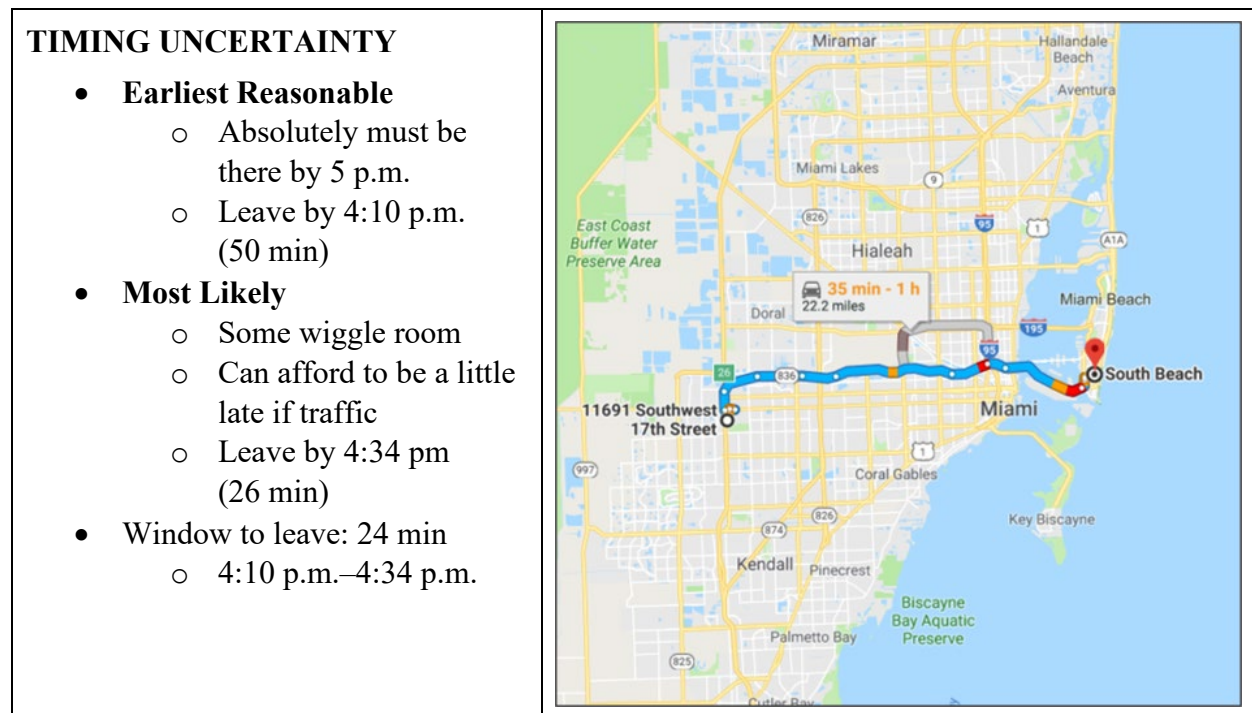 TIMING UNCERTAINTY
• Earliest Reasonable
o Absolutely must be
there by 5 p.m.
o Leave by 4:10 p.m.
(50 min)
• Most Likely
o Some wiggle room
o Can afford to be a little
late if traffic
o Leave by 4:34 pm
(26 min)
• Window to leave: 24 min
o 4:10 p.m.–4:34 p.m.
Miramar
Hallandale
Beach
Aventura
Miami Lakes
9
826
95
1
A1A
East Coast
Buffer Water
Preserve Area
Hialeah
35 min - 1 h
22.2 miles
Miami Beach
Doral
195
95
26
836
South Beach
11691 Southwest
17th Street
Miami
1
997
Coral Gables
826
874
Key Biscayne
Kendall
Pinecrest
Biscayne
Bay Aquatic
Preserve
Palmetto Bay
825
Cutler Bay